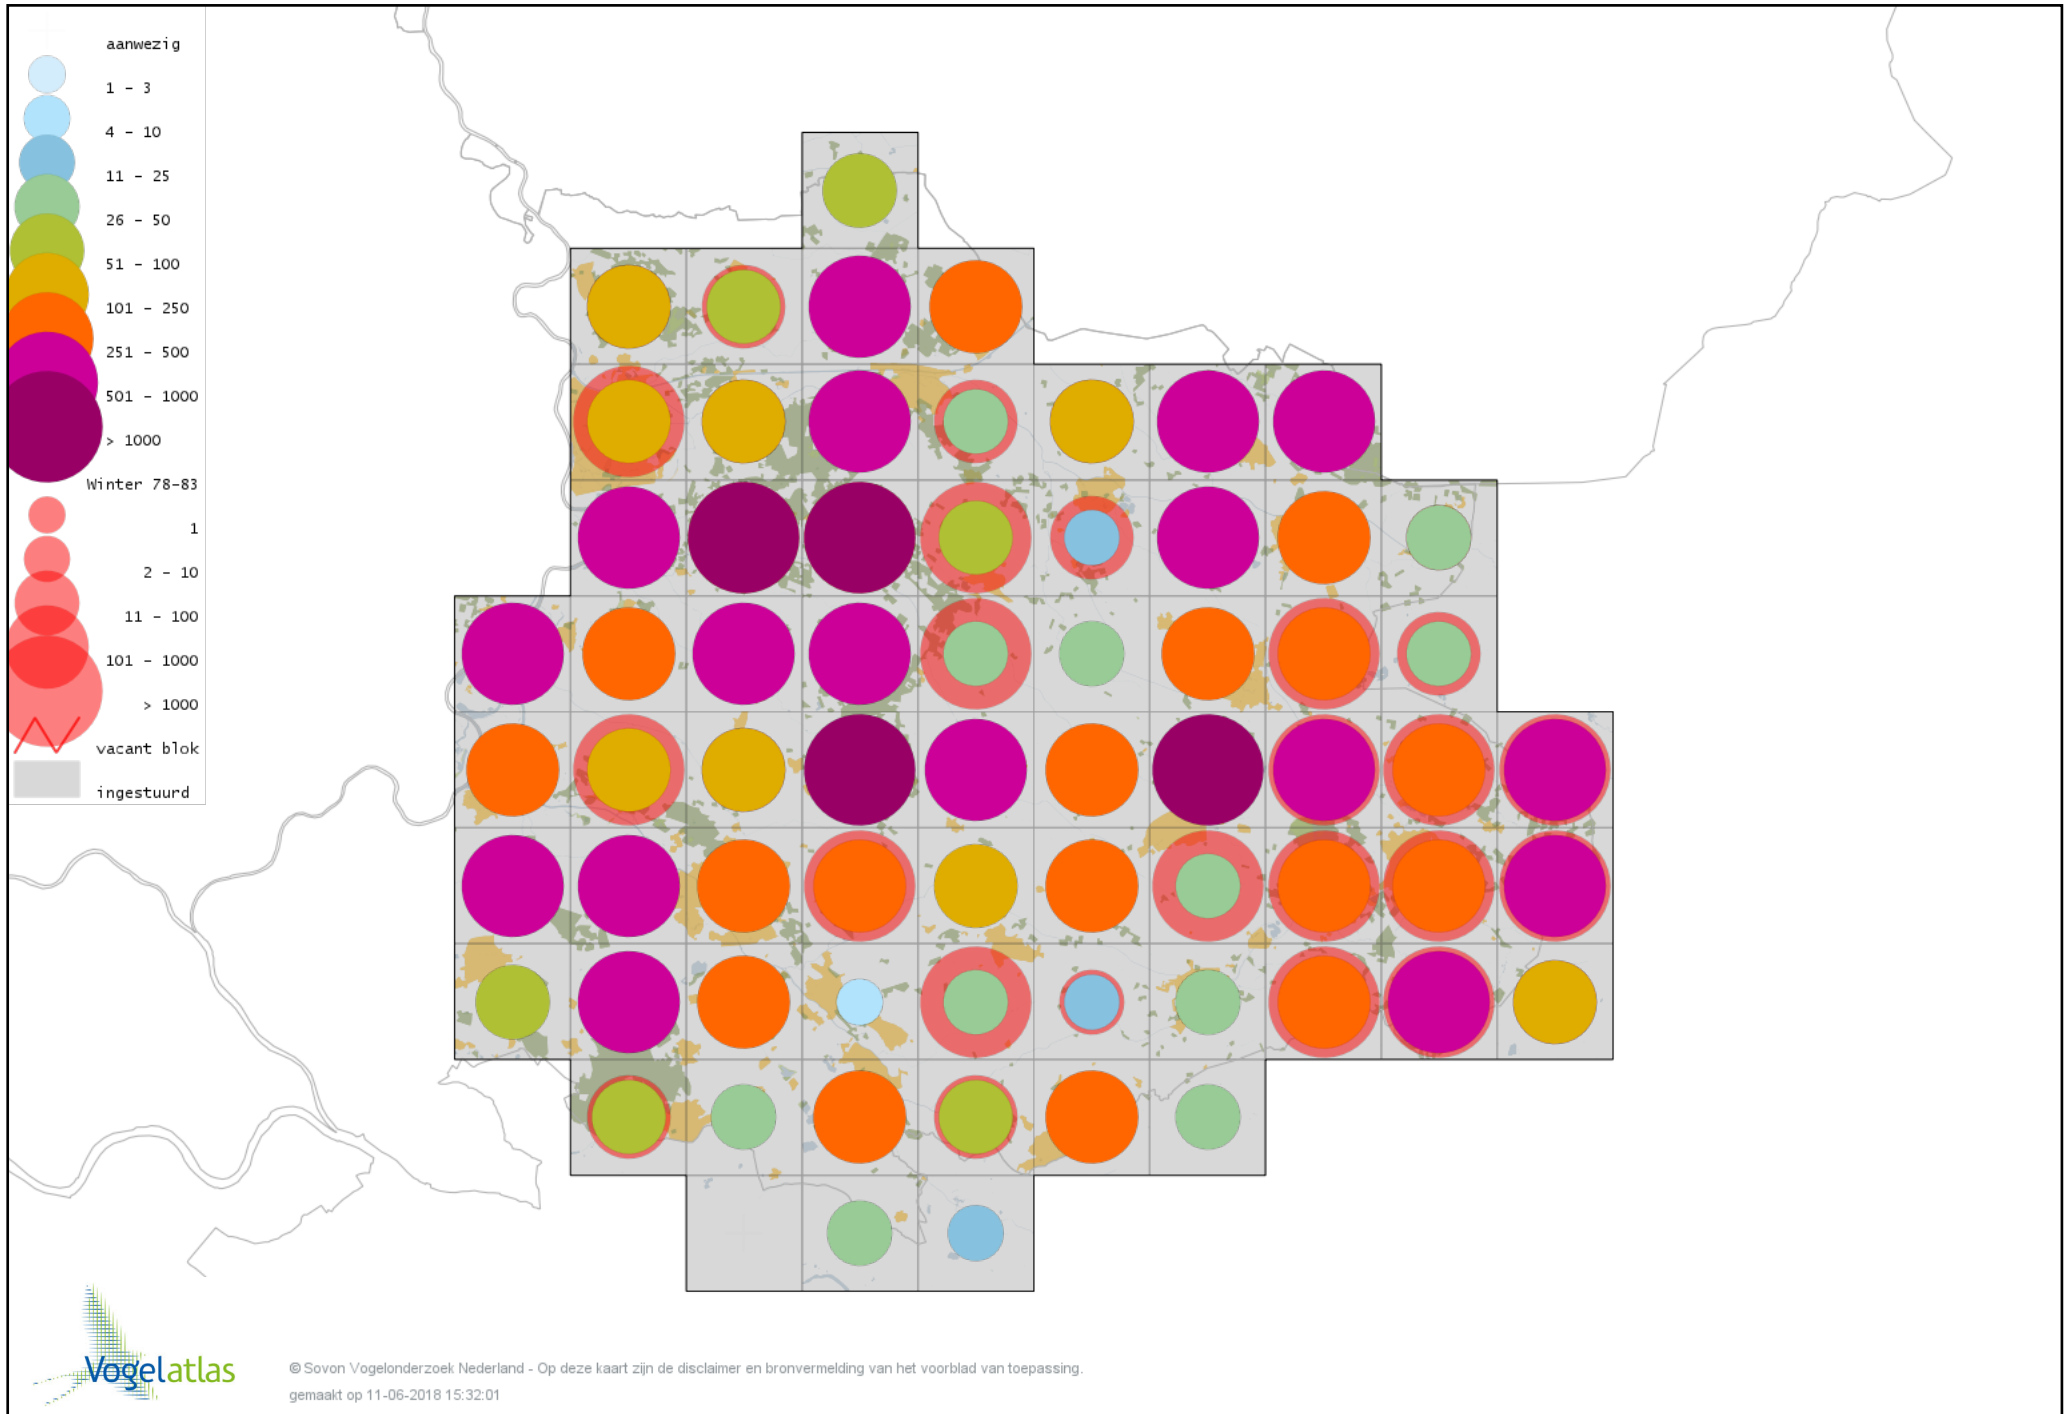 aanwezig
1 – 3
4 – 10
11 – 25
26 – 50
51 – 100
101 – 250
251 – 500
501 – 1000
> 1000
Winter 78-83
1
2 – 10
11 – 100
101 – 1000
> 1000
vacant blok
ingestuurd
Vogelatlas
© Sovon Vogelonderzoek Nederland - Op deze kaart zijn de disclaimer en bronvermelding van het voorblad van toepassing.
gemaakt op 11-06-2018 15:32:01